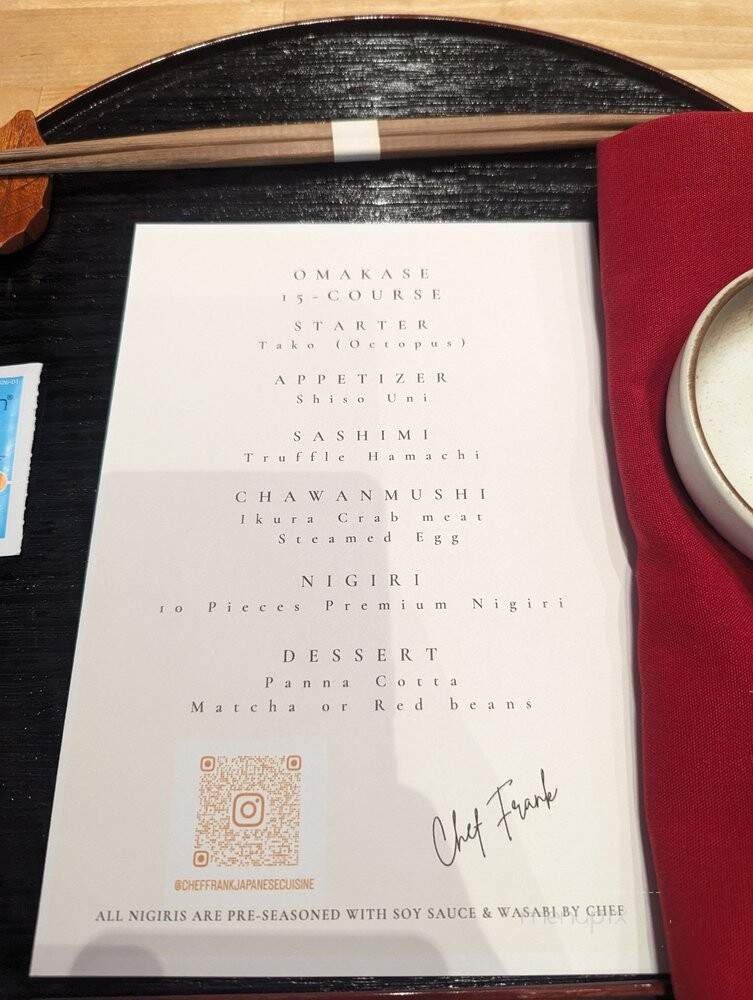 OMAKASE
15-COURSE
STARTER
Tako (Octopus)
APPETIZER
Shiso Uni
SASHIMI
Truffle Hamachi
CHAWANMUSHI
Ikura Crab meat
Steamed Egg
NIGIRI
10 Pieces Premium Nigiri
DESSERT
Panna Cotta
Matcha or Red beans
Chef Frank
@CHEFFRANKJAPANESECUISINE
ALL NIGIRIS ARE PRE-SEASONED WITH SOY SAUCE & WASABI BY CHEF
menupix